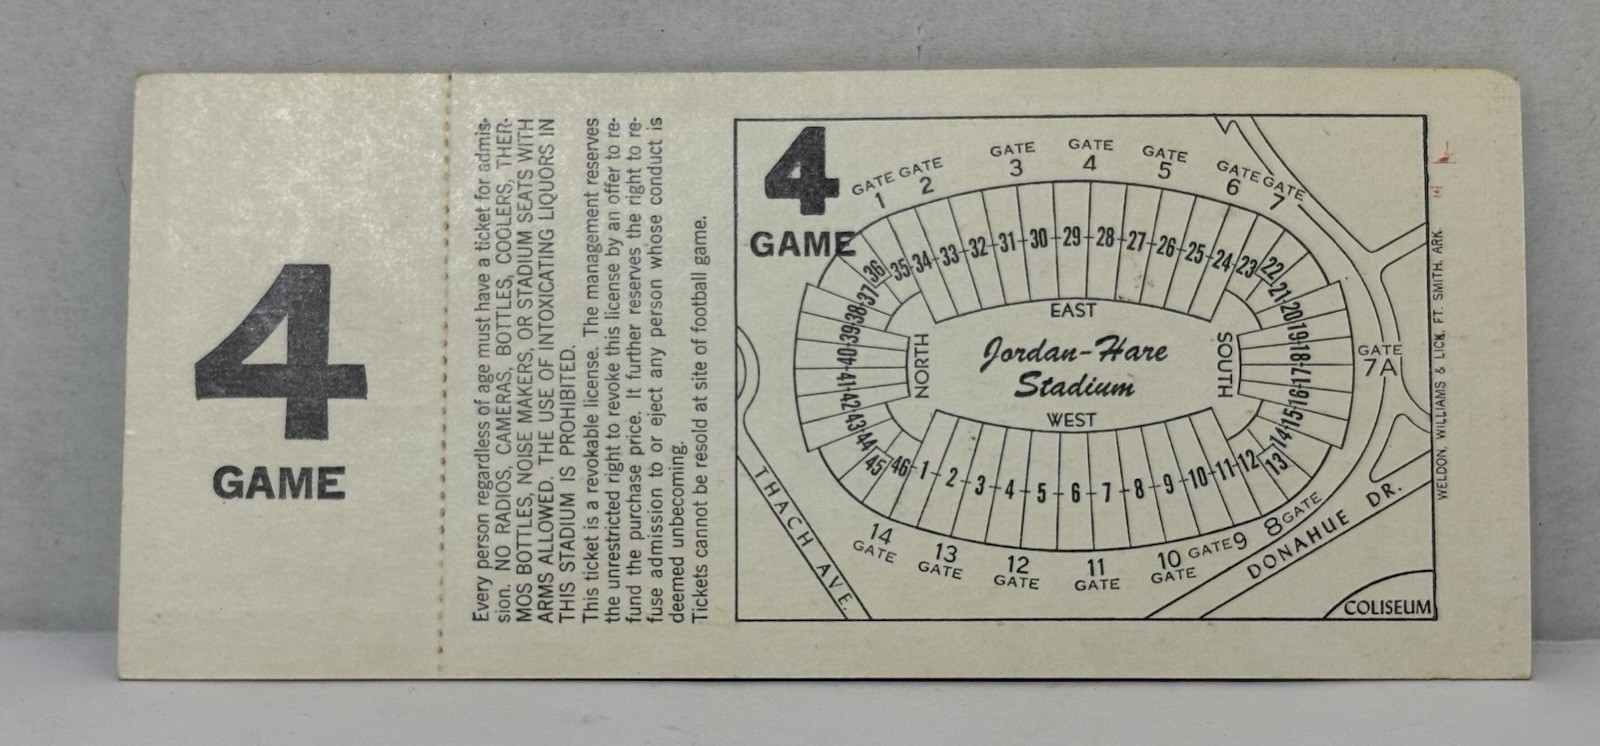 4
GAME
Every person regardless of age must have a ticket for admis-
sion. NO RADIOS, CAMERAS, BOTTLES, COOLERS, THER-
MOS BOTTLES, NOISE MAKERS, OR STADIUM SEATS WITH
ARMS ALLOWED. THE USE OF INTOXICATING LIQUORS IN
THIS STADIUM IS PROHIBITED.
This ticket is a revokable license. The management reserves
the unrestricted right to revoke this license by an offer to re-
fund the purchase price. It further reserves the right to re-
fuse admission to or eject any person whose conduct is
deemed unbecoming.
Tickets cannot be resold at site of football game.
4
GAME
GATE 1
GATE 2
GATE 3
GATE 4
GATE 5
GATE 6
GATE 7
36 35 34 33 32 31 30 29 28 27 26 25 24 23 22
37 38 39 40 41 42 43 44 45 46
21 20 19 18 17 16 15 14 13
EAST
NORTH
Jordan-Hare
Stadium
SOUTH
WEST
GATE
7A
1 2 3 4 5 6 7 8 9 10 11 12
14 GATE
13 GATE
12 GATE
11 GATE
10 GATE
GATE 9
8 GATE
THACH AVE.
DONAHUE DR.
COLISEUM
WELDON, WILLIAMS & LICK, FT. SMITH, ARK.